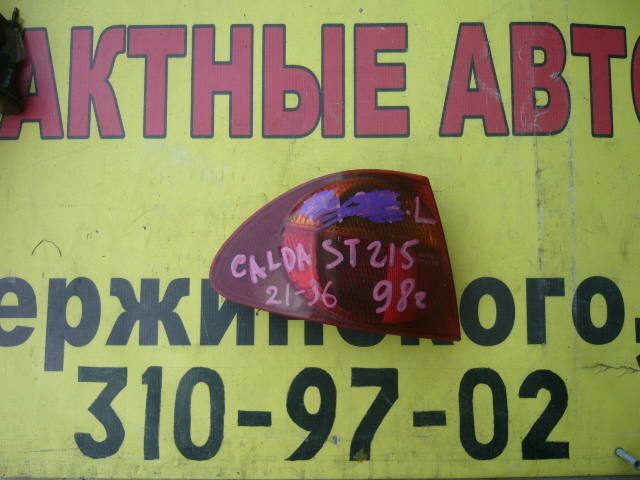 АКТНЫЕ АВТО
L
CALDA ST215
21-36 98г
ержинского,
310-97-02